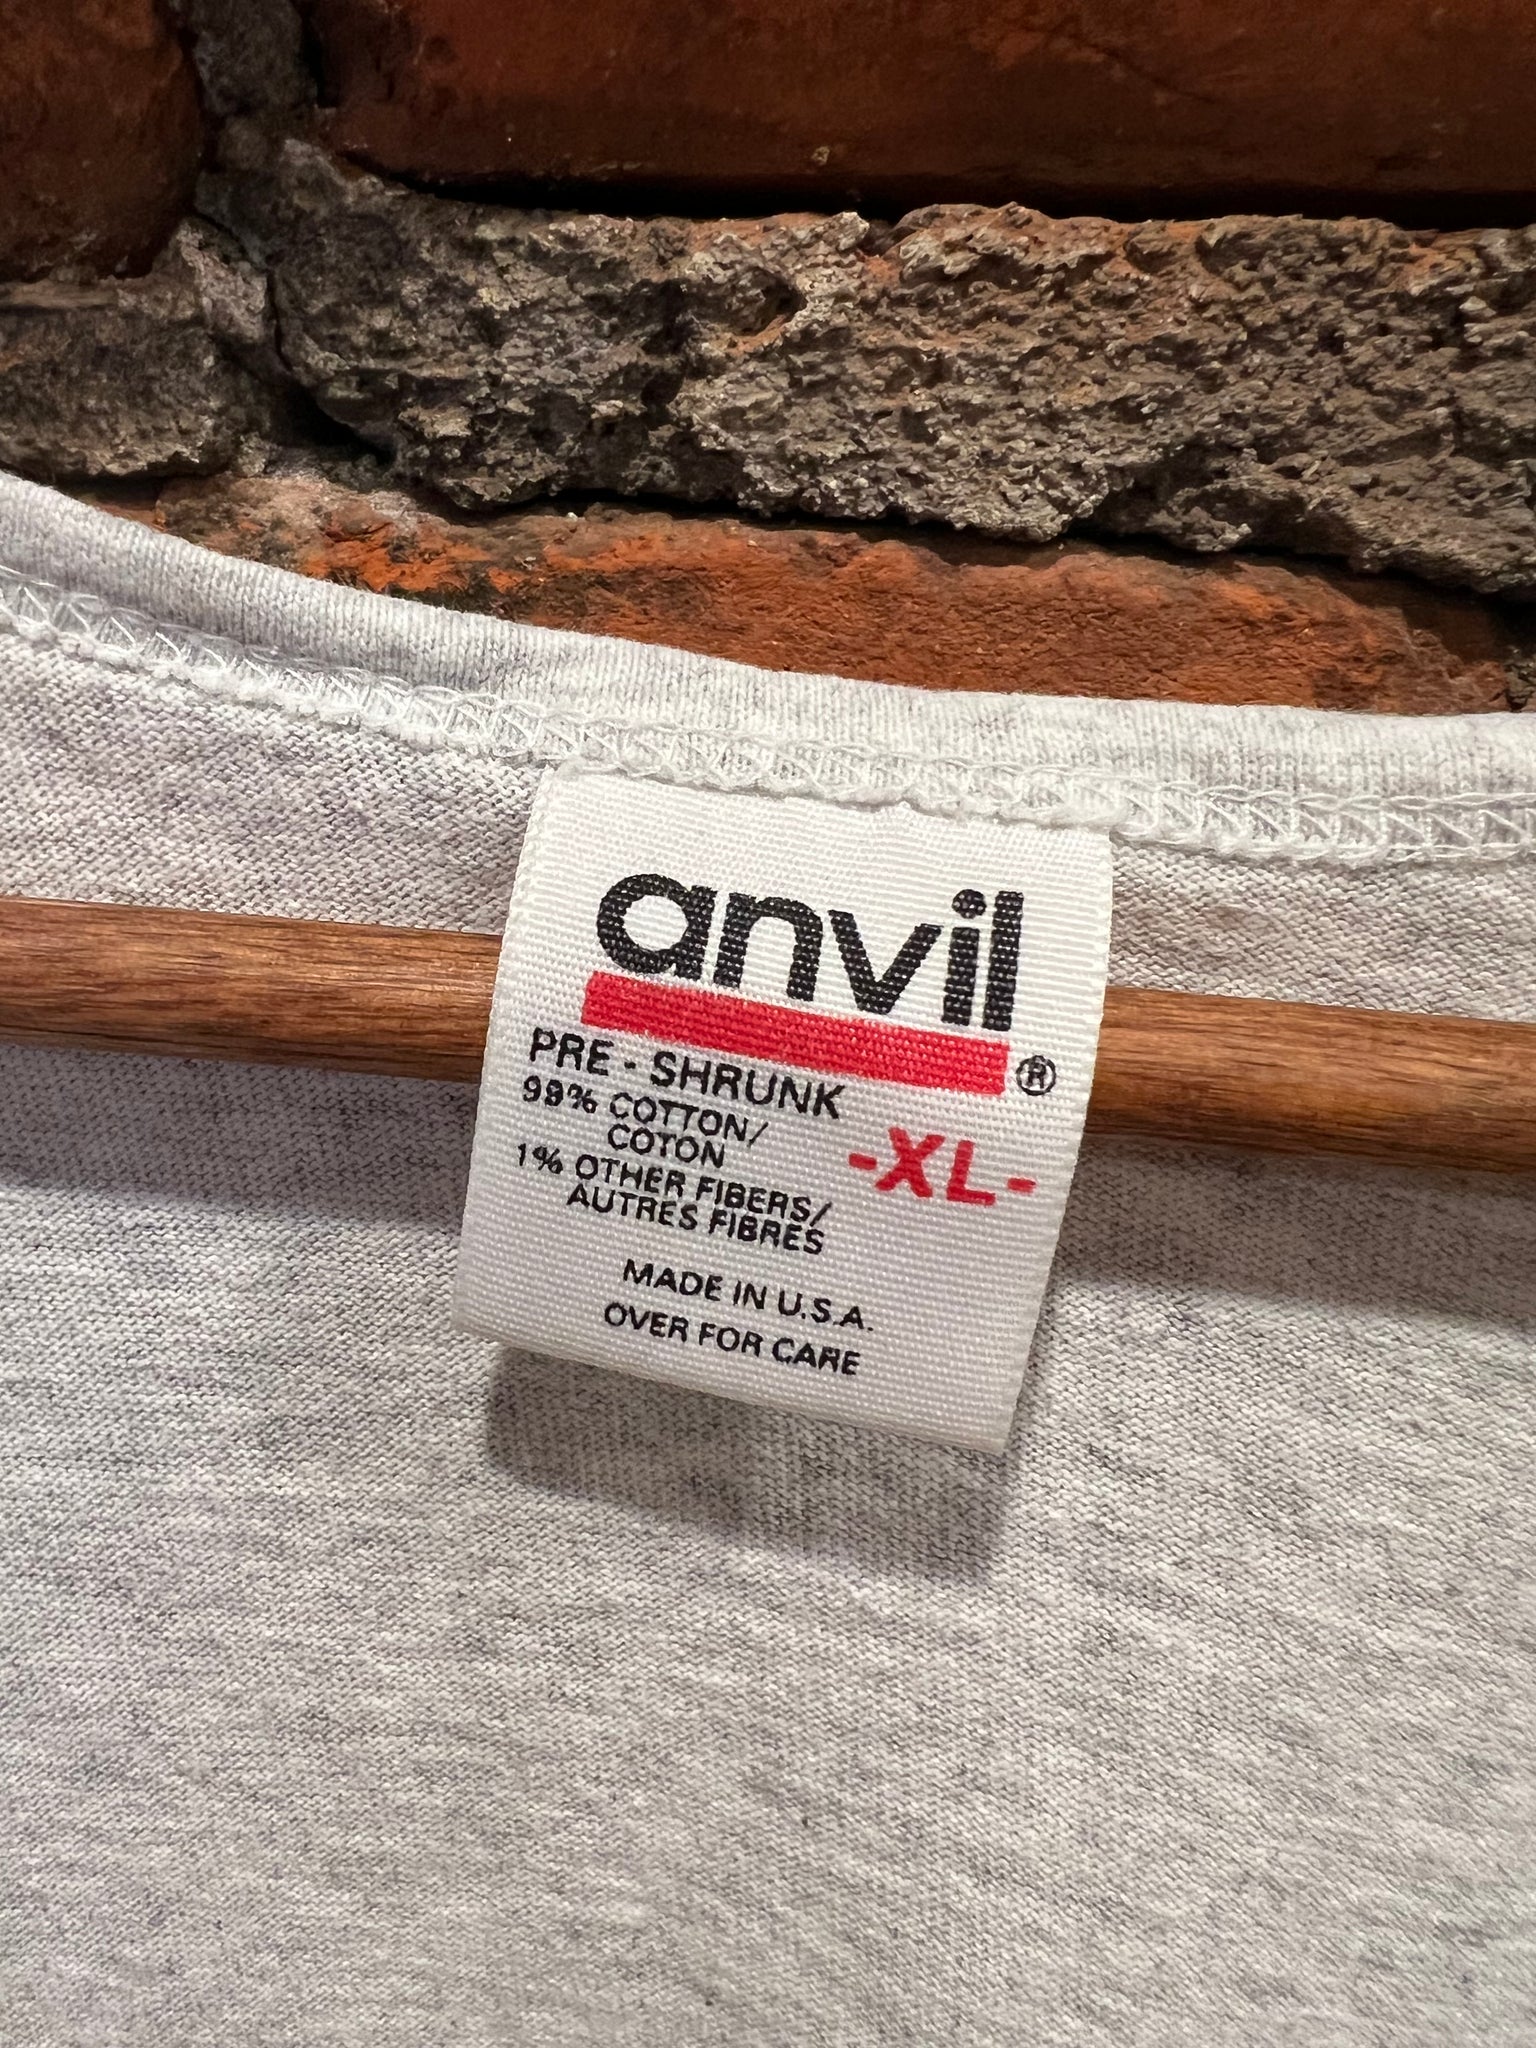 anvil
®
PRE - SHRUNK
99% COTTON/
COTON
-XL-
1% OTHER FIBERS/
AUTRES FIBRES
MADE IN U.S.A.
OVER FOR CARE